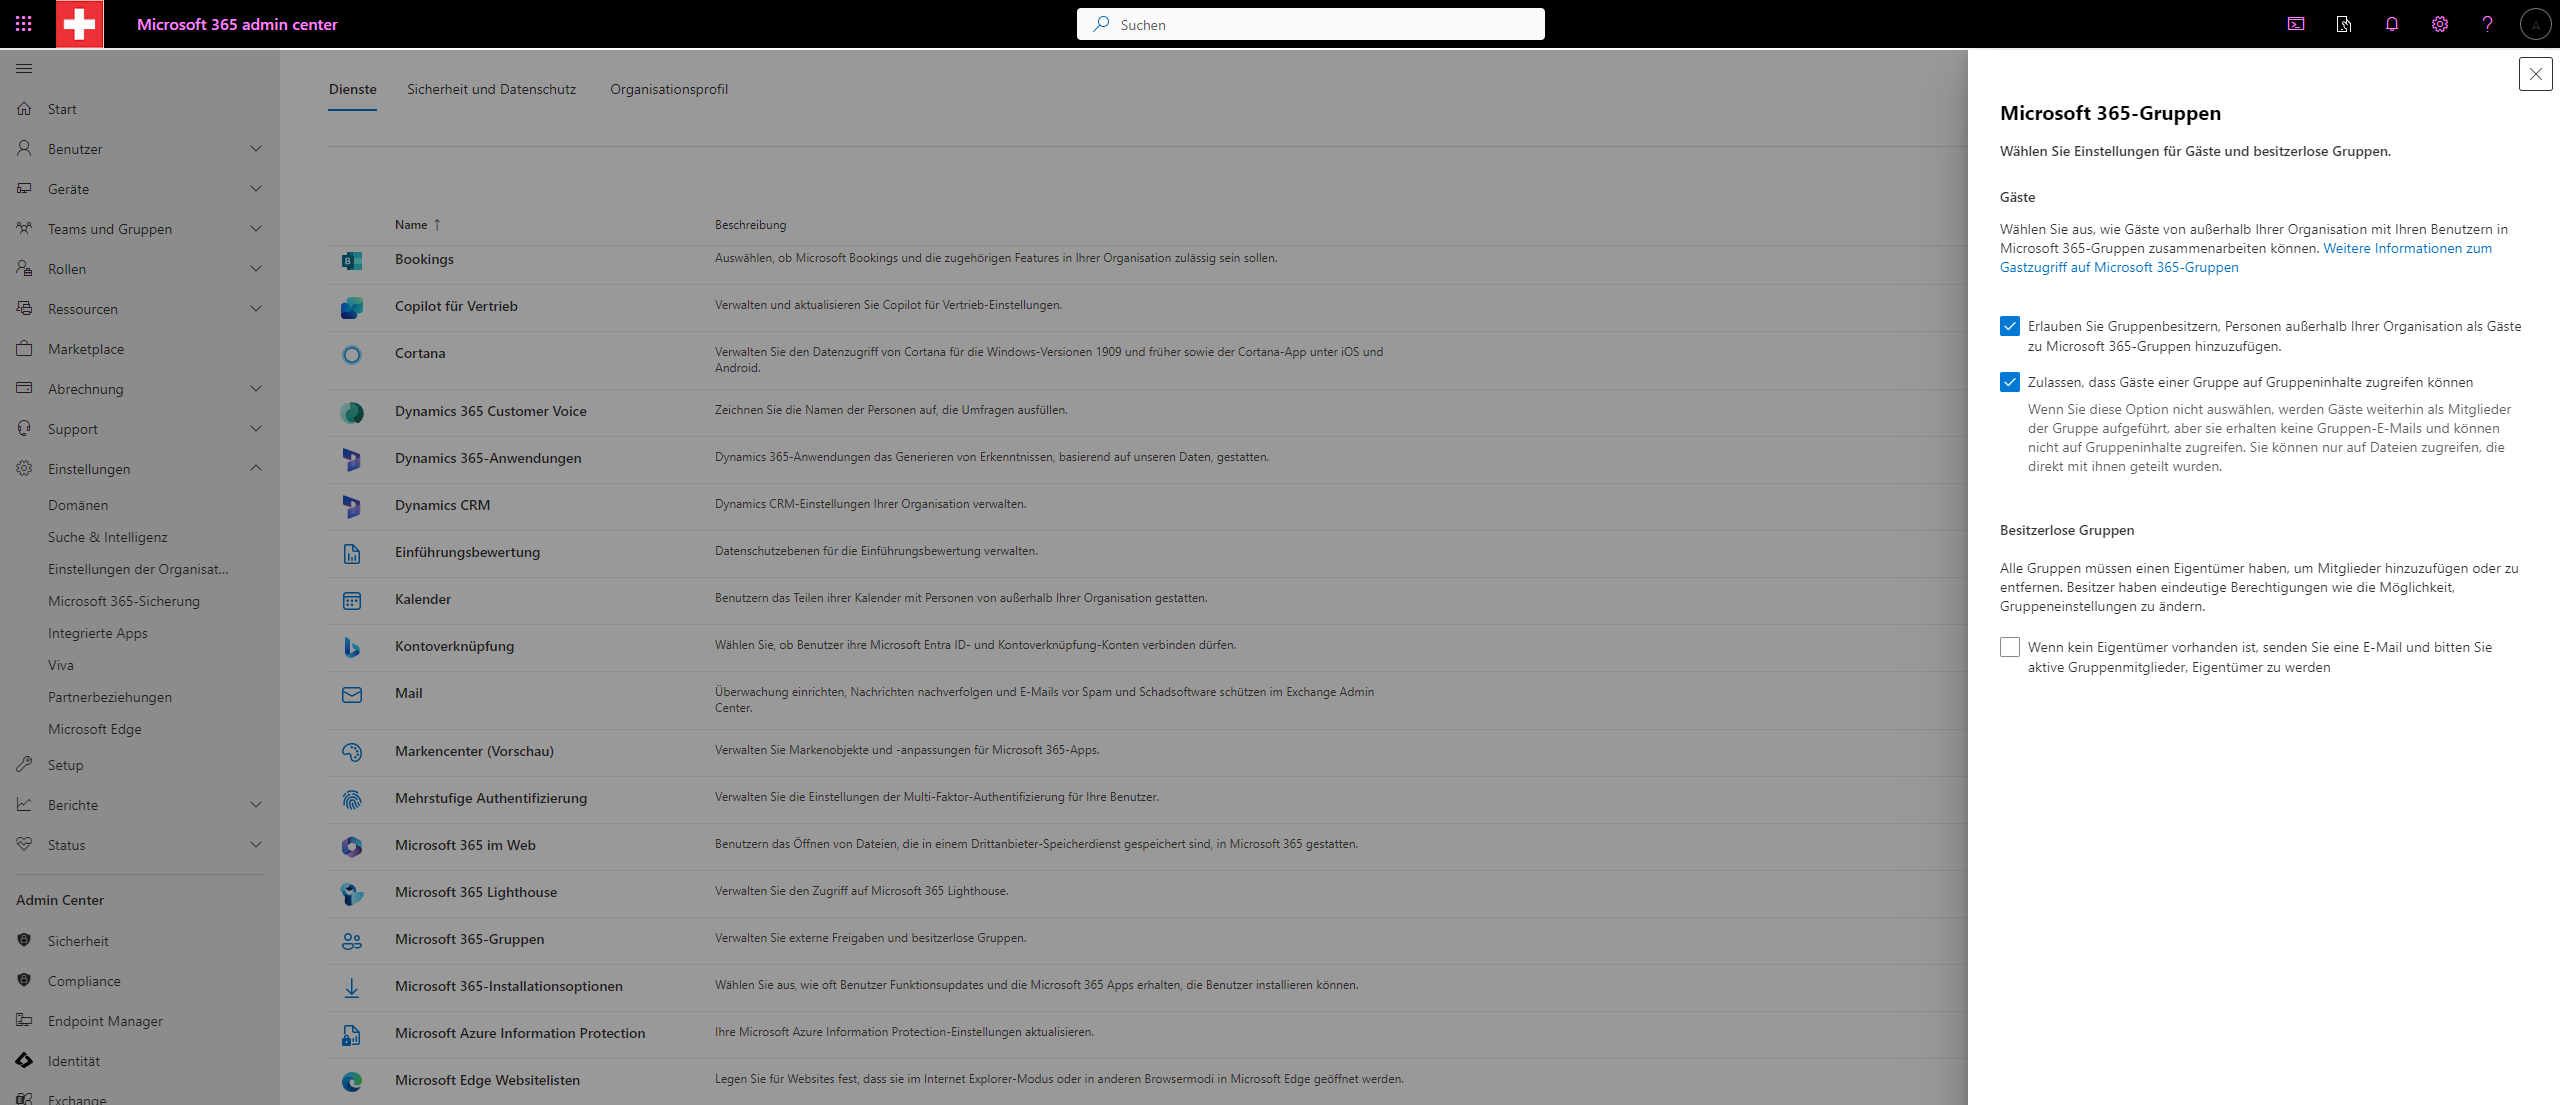 Microsoft 365 admin center
Suchen
A
Start
Benutzer
Geräte
Teams und Gruppen
Rollen
Ressourcen
Marketplace
Abrechnung
Support
Einstellungen
Domänen
Suche & Intelligenz
Einstellungen der Organisat...
Microsoft 365-Sicherung
Integrierte Apps
Viva
Partnerbeziehungen
Microsoft Edge
Setup
Berichte
Status
Admin Center
Sicherheit
Compliance
Endpoint Manager
Identität
Exchange
Dienste Sicherheit und Datenschutz Organisationsprofil
Name ↑ Beschreibung
Bookings Auswählen, ob Microsoft Bookings und die zugehörigen Features in Ihrer Organisation zulässig sein sollen.
Copilot für Vertrieb Verwalten und aktualisieren Sie Copilot für Vertrieb-Einstellungen.
Cortana Verwalten Sie den Datenzugriff von Cortana für die Windows-Versionen 1909 und früher sowie der Cortana-App unter iOS und
Android.
Dynamics 365 Customer Voice Zeichnen Sie die Namen der Personen auf, die Umfragen ausfüllen.
Dynamics 365-Anwendungen Dynamics 365-Anwendungen das Generieren von Erkenntnissen, basierend auf unseren Daten, gestatten.
Dynamics CRM Dynamics CRM-Einstellungen Ihrer Organisation verwalten.
Einführungsbewertung Datenschutzebenen für die Einführungsbewertung verwalten.
Kalender Benutzern das Teilen ihrer Kalender mit Personen von außerhalb Ihrer Organisation gestatten.
Kontoverknüpfung Wählen Sie, ob Benutzer ihre Microsoft Entra ID- und Kontoverknüpfung-Konten verbinden dürfen.
Mail Überwachung einrichten, Nachrichten nachverfolgen und E-Mails vor Spam und Schadsoftware schützen im Exchange Admin
Center.
Markencenter (Vorschau) Verwalten Sie Markenobjekte und -anpassungen für Microsoft 365-Apps.
Mehrstufige Authentifizierung Verwalten Sie die Einstellungen der Multi-Faktor-Authentifizierung für Ihre Benutzer.
Microsoft 365 im Web Benutzern das Öffnen von Dateien, die in einem Drittanbieter-Speicherdienst gespeichert sind, in Microsoft 365 gestatten.
Microsoft 365 Lighthouse Verwalten Sie den Zugriff auf Microsoft 365 Lighthouse.
Microsoft 365-Gruppen Verwalten Sie externe Freigaben und besitzerlose Gruppen.
Microsoft 365-Installationsoptionen Wählen Sie aus, wie oft Benutzer Funktionsupdates und die Microsoft 365 Apps erhalten, die Benutzer installieren können.
Microsoft Azure Information Protection Ihre Microsoft Azure Information Protection-Einstellungen aktualisieren.
Microsoft Edge Websitelisten Legen Sie für Websites fest, dass sie im Internet Explorer-Modus oder in anderen Browsermodi in Microsoft Edge geöffnet werden.
Microsoft 365-Gruppen
Wählen Sie Einstellungen für Gäste und besitzerlose Gruppen.
Gäste
Wählen Sie aus, wie Gäste von außerhalb Ihrer Organisation mit Ihren Benutzern in
Microsoft 365-Gruppen zusammenarbeiten können. Weitere Informationen zum
Gastzugriff auf Microsoft 365-Gruppen
Erlauben Sie Gruppenbesitzern, Personen außerhalb Ihrer Organisation als Gäste
zu Microsoft 365-Gruppen hinzuzufügen.
Zulassen, dass Gäste einer Gruppe auf Gruppeninhalte zugreifen können
Wenn Sie diese Option nicht auswählen, werden Gäste weiterhin als Mitglieder
der Gruppe aufgeführt, aber sie erhalten keine Gruppen-E-Mails und können
nicht auf Gruppeninhalte zugreifen. Sie können nur auf Dateien zugreifen, die
direkt mit ihnen geteilt wurden.
Besitzerlose Gruppen
Alle Gruppen müssen einen Eigentümer haben, um Mitglieder hinzuzufügen oder zu
entfernen. Besitzer haben eindeutige Berechtigungen wie die Möglichkeit,
Gruppeneinstellungen zu ändern.
Wenn kein Eigentümer vorhanden ist, senden Sie eine E-Mail und bitten Sie
aktive Gruppenmitglieder, Eigentümer zu werden